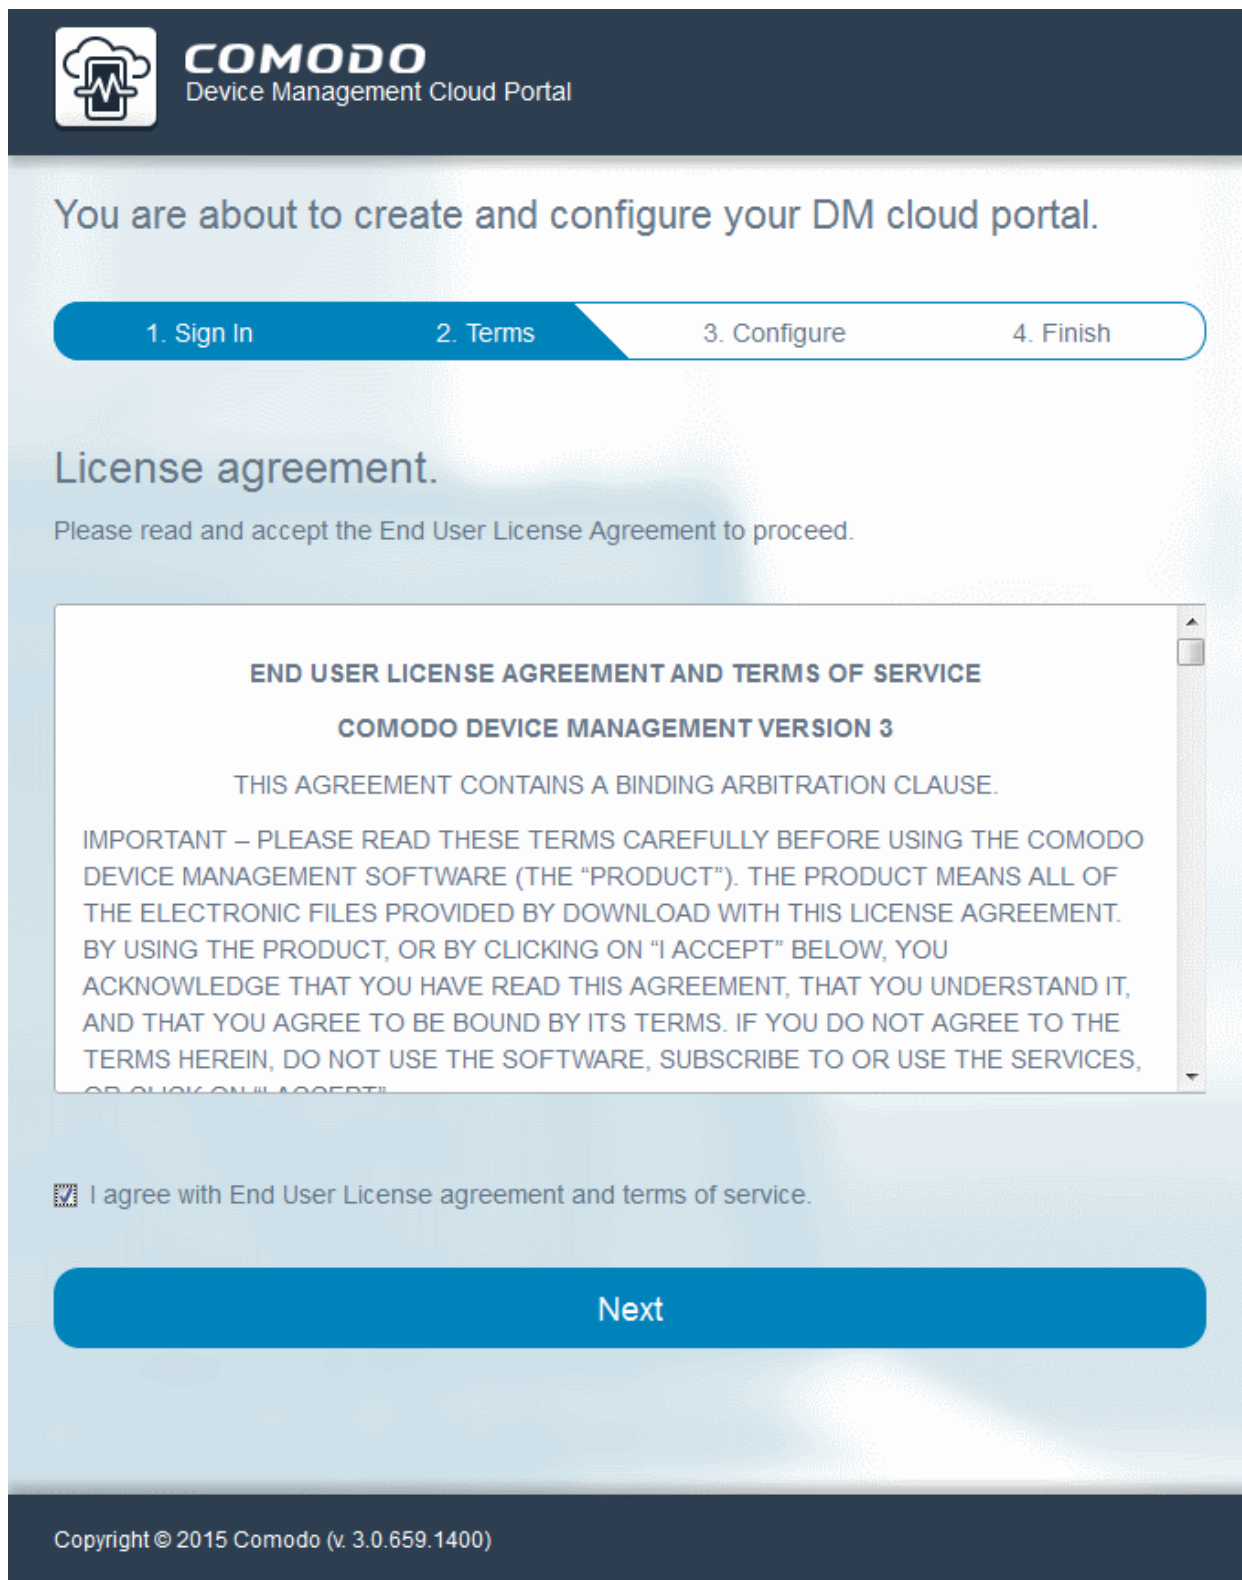 COMODO
Device Management Cloud Portal
You are about to create and configure your DM cloud portal.
1. Sign In 2. Terms 3. Configure 4. Finish
License agreement.
Please read and accept the End User License Agreement to proceed.
END USER LICENSE AGREEMENT AND TERMS OF SERVICE
COMODO DEVICE MANAGEMENT VERSION 3
THIS AGREEMENT CONTAINS A BINDING ARBITRATION CLAUSE.
IMPORTANT – PLEASE READ THESE TERMS CAREFULLY BEFORE USING THE COMODO
DEVICE MANAGEMENT SOFTWARE (THE “PRODUCT”). THE PRODUCT MEANS ALL OF
THE ELECTRONIC FILES PROVIDED BY DOWNLOAD WITH THIS LICENSE AGREEMENT.
BY USING THE PRODUCT, OR BY CLICKING ON “I ACCEPT” BELOW, YOU
ACKNOWLEDGE THAT YOU HAVE READ THIS AGREEMENT, THAT YOU UNDERSTAND IT,
AND THAT YOU AGREE TO BE BOUND BY ITS TERMS. IF YOU DO NOT AGREE TO THE
TERMS HEREIN, DO NOT USE THE SOFTWARE, SUBSCRIBE TO OR USE THE SERVICES,
OR CLICK ON “I ACCEPT”
I agree with End User License agreement and terms of service.
Next
Copyright © 2015 Comodo (v. 3.0.659.1400)